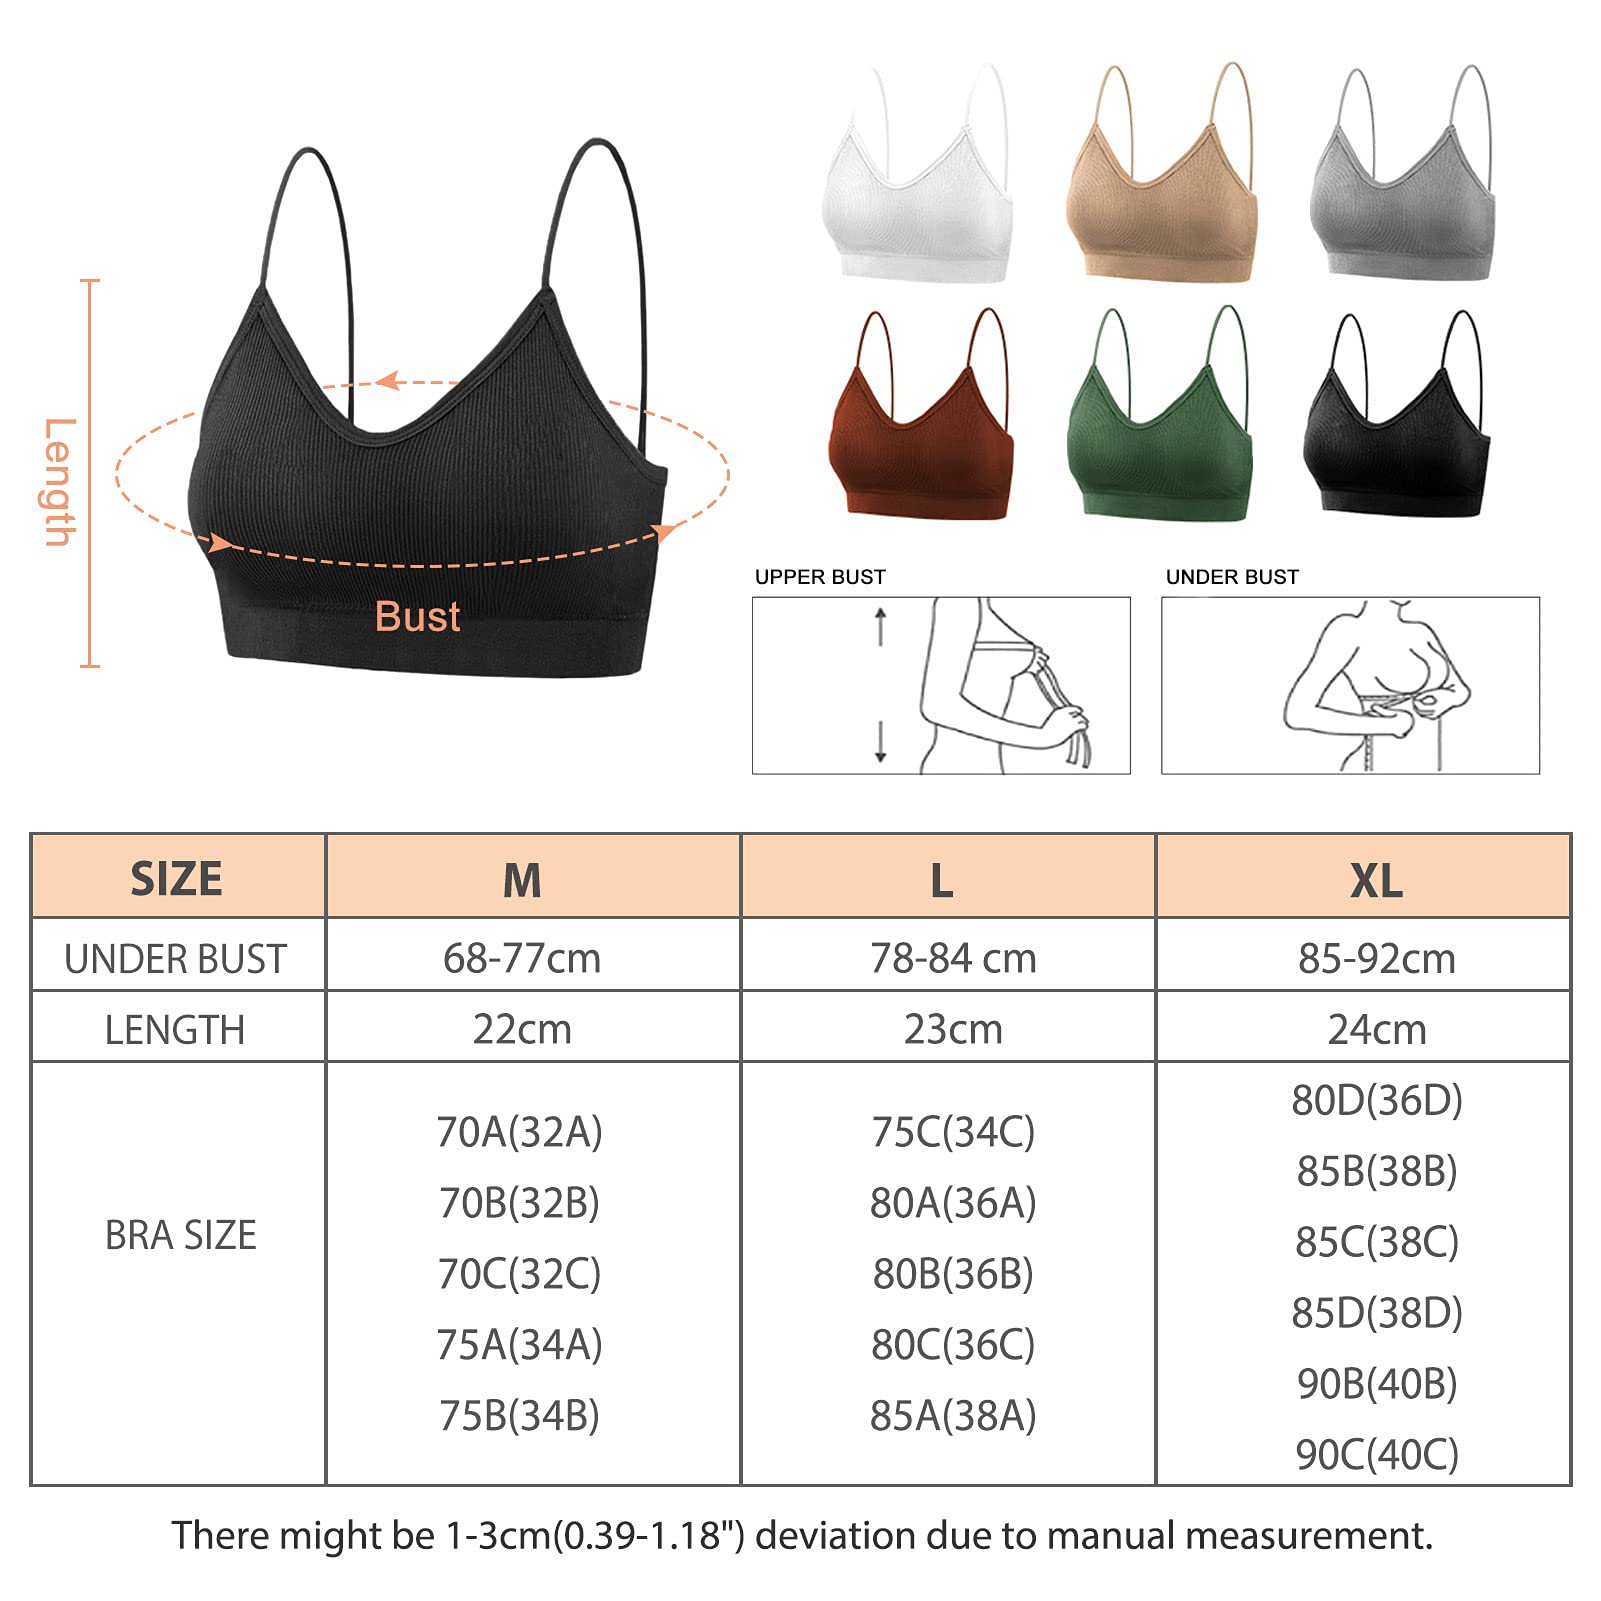 Length
Bust
UPPER BUST
UNDER BUST
SIZE M L XL
UNDER BUST 68-77cm 78-84 cm 85-92cm
LENGTH 22cm 23cm 24cm
BRA SIZE
70A(32A)
70B(32B)
70C(32C)
75A(34A)
75B(34B)
75C(34C)
80A(36A)
80B(36B)
80C(36C)
85A(38A)
80D(36D)
85B(38B)
85C(38C)
85D(38D)
90B(40B)
90C(40C)
There might be 1-3cm(0.39-1.18") deviation due to manual measurement.